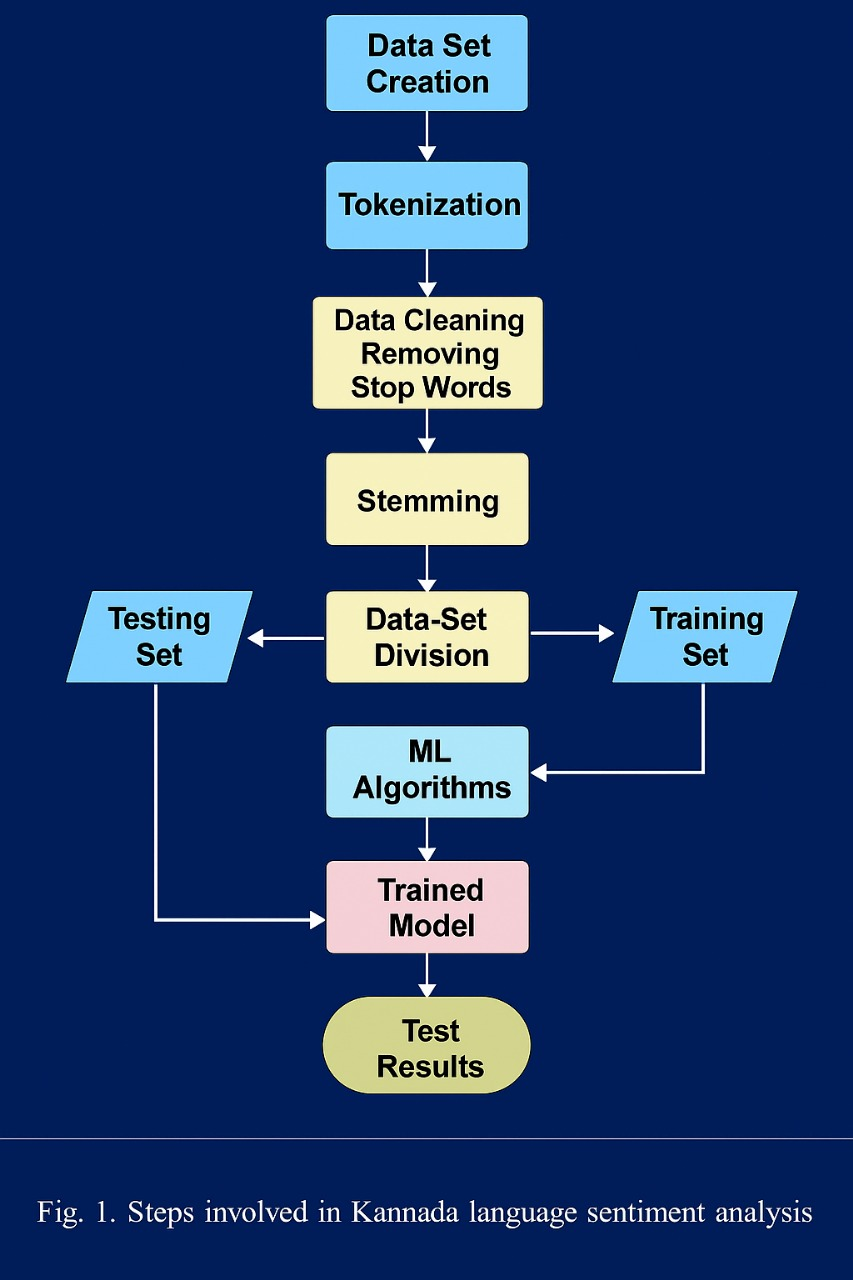 Data Set
Creation
Tokenization
Data Cleaning
Removing
Stop Words
Stemming
Testing
Set
Data-Set
Division
Training
Set
ML
Algorithms
Trained
Model
Test
Results
Fig. 1. Steps involved in Kannada language sentiment analysis